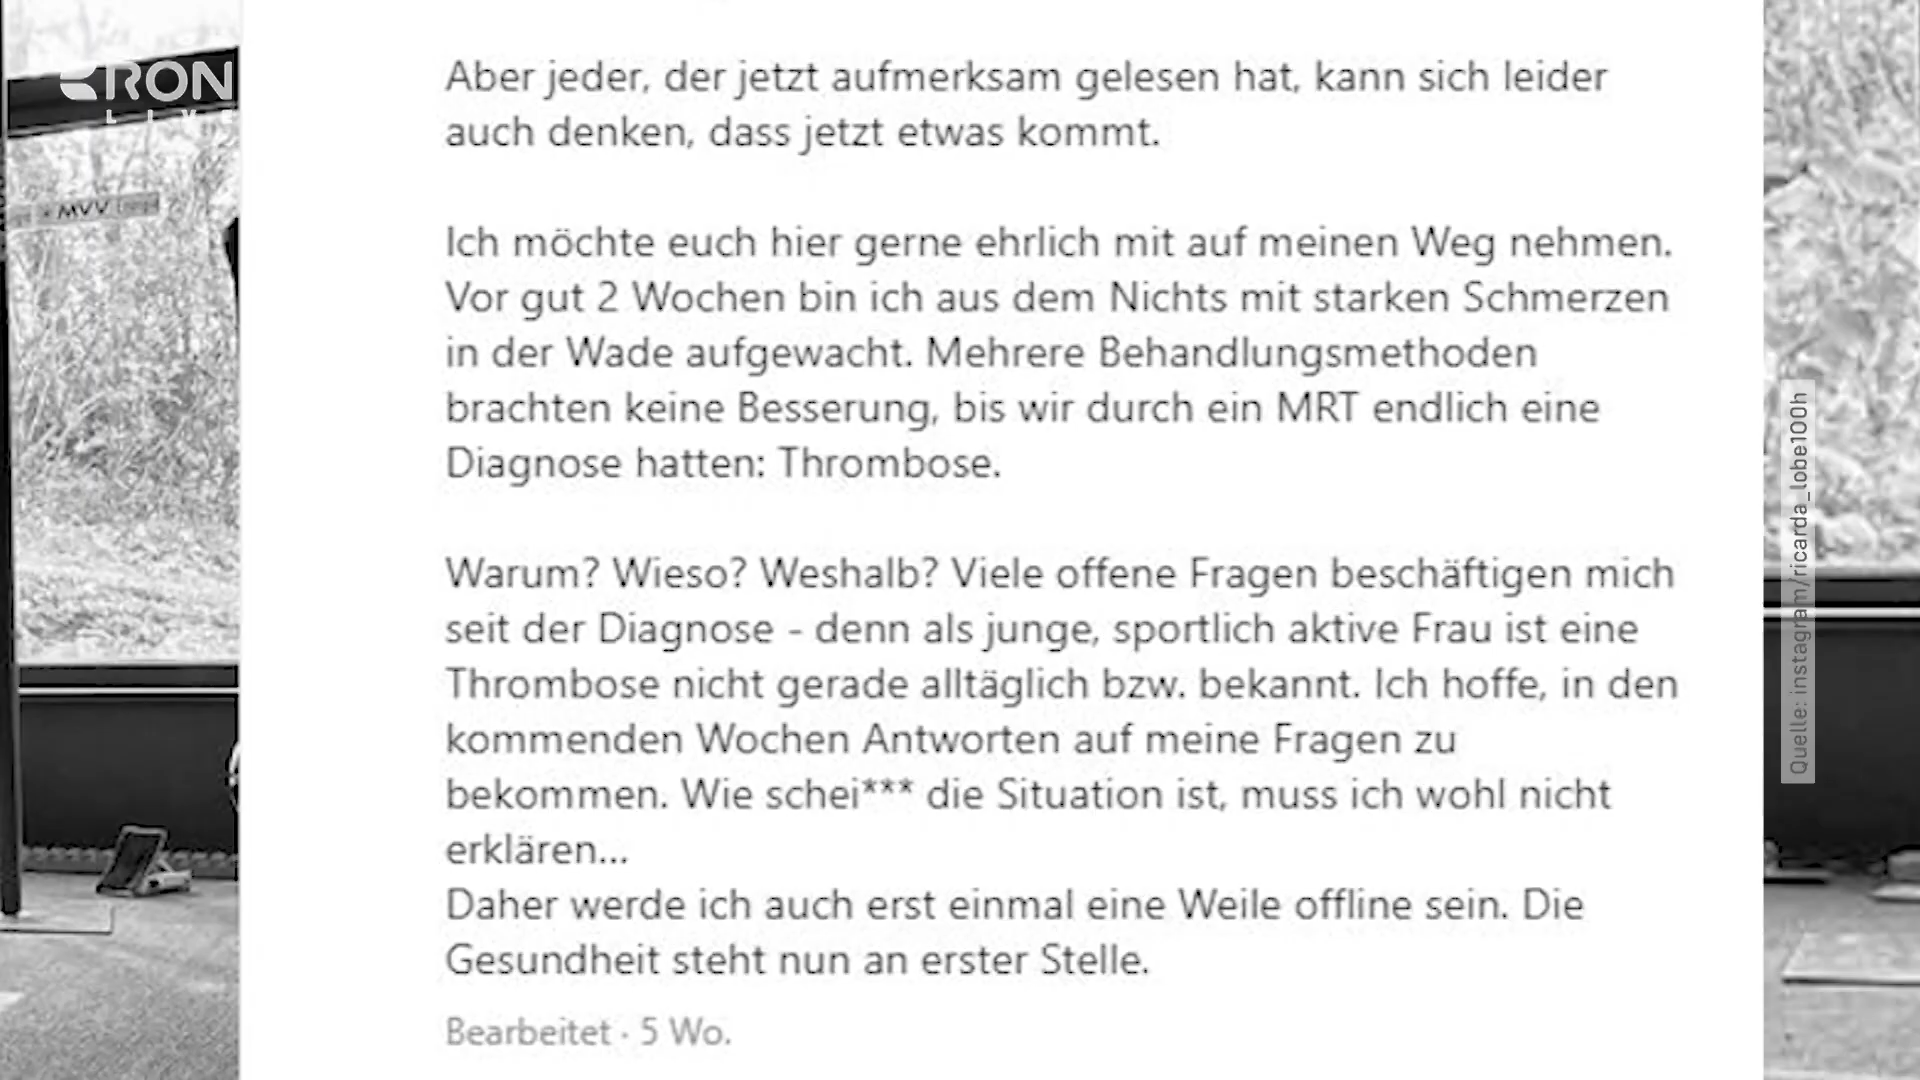 RON
LIVE
MVV
Aber jeder, der jetzt aufmerksam gelesen hat, kann sich leider
auch denken, dass jetzt etwas kommt.
Ich möchte euch hier gerne ehrlich mit auf meinen Weg nehmen.
Vor gut 2 Wochen bin ich aus dem Nichts mit starken Schmerzen
in der Wade aufgewacht. Mehrere Behandlungsmethoden
brachten keine Besserung, bis wir durch ein MRT endlich eine
Diagnose hatten: Thrombose.
Warum? Wieso? Weshalb? Viele offene Fragen beschäftigen mich
seit der Diagnose - denn als junge, sportlich aktive Frau ist eine
Thrombose nicht gerade alltäglich bzw. bekannt. Ich hoffe, in den
kommenden Wochen Antworten auf meine Fragen zu
bekommen. Wie schei*** die Situation ist, muss ich wohl nicht
erklären...
Daher werde ich auch erst einmal eine Weile offline sein. Die
Gesundheit steht nun an erster Stelle.
Bearbeitet · 5 Wo.
Quelle: instagram/ricarda_lobe100h